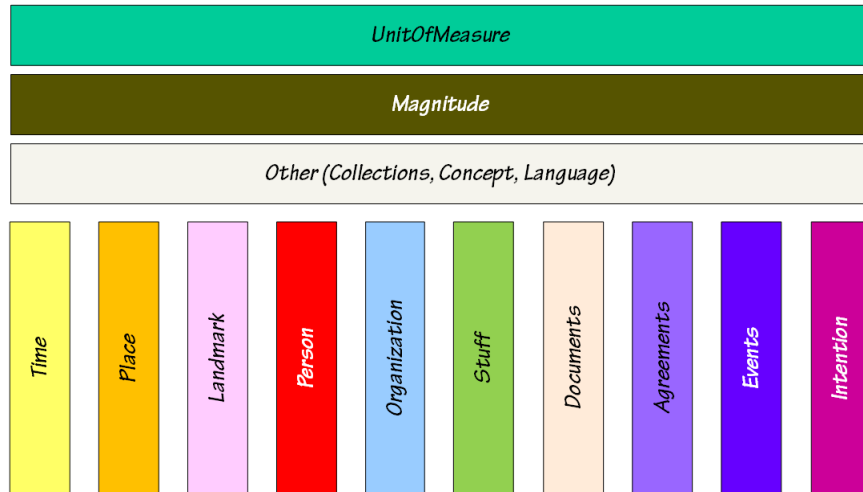 UnitOfMeasure
Magnitude
Other (Collections, Concept, Language)
Time
Place
Landmark
Person
Organization
Stuff
Documents
Agreements
Events
Intention